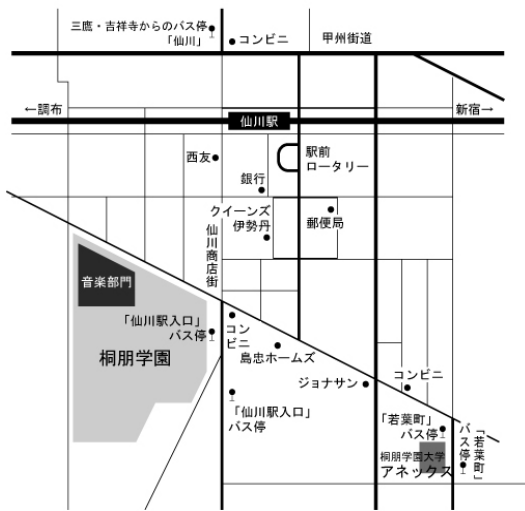 三鷹・吉祥寺からのバス停
「仙川」
コンビニ
甲州街道
←調布
仙川駅
新宿→
西友
駅前
ロータリー
銀行
クイーンズ
伊勢丹
郵便局
仙川商店街
音楽部門
「仙川駅入口」
バス停
コン
ビニ
桐朋学園
島忠ホームズ
ジョナサン
コンビニ
「仙川駅入口」
バス停
「若葉町」
バス停
「若葉町」
バス停
桐朋学園大学
アネックス